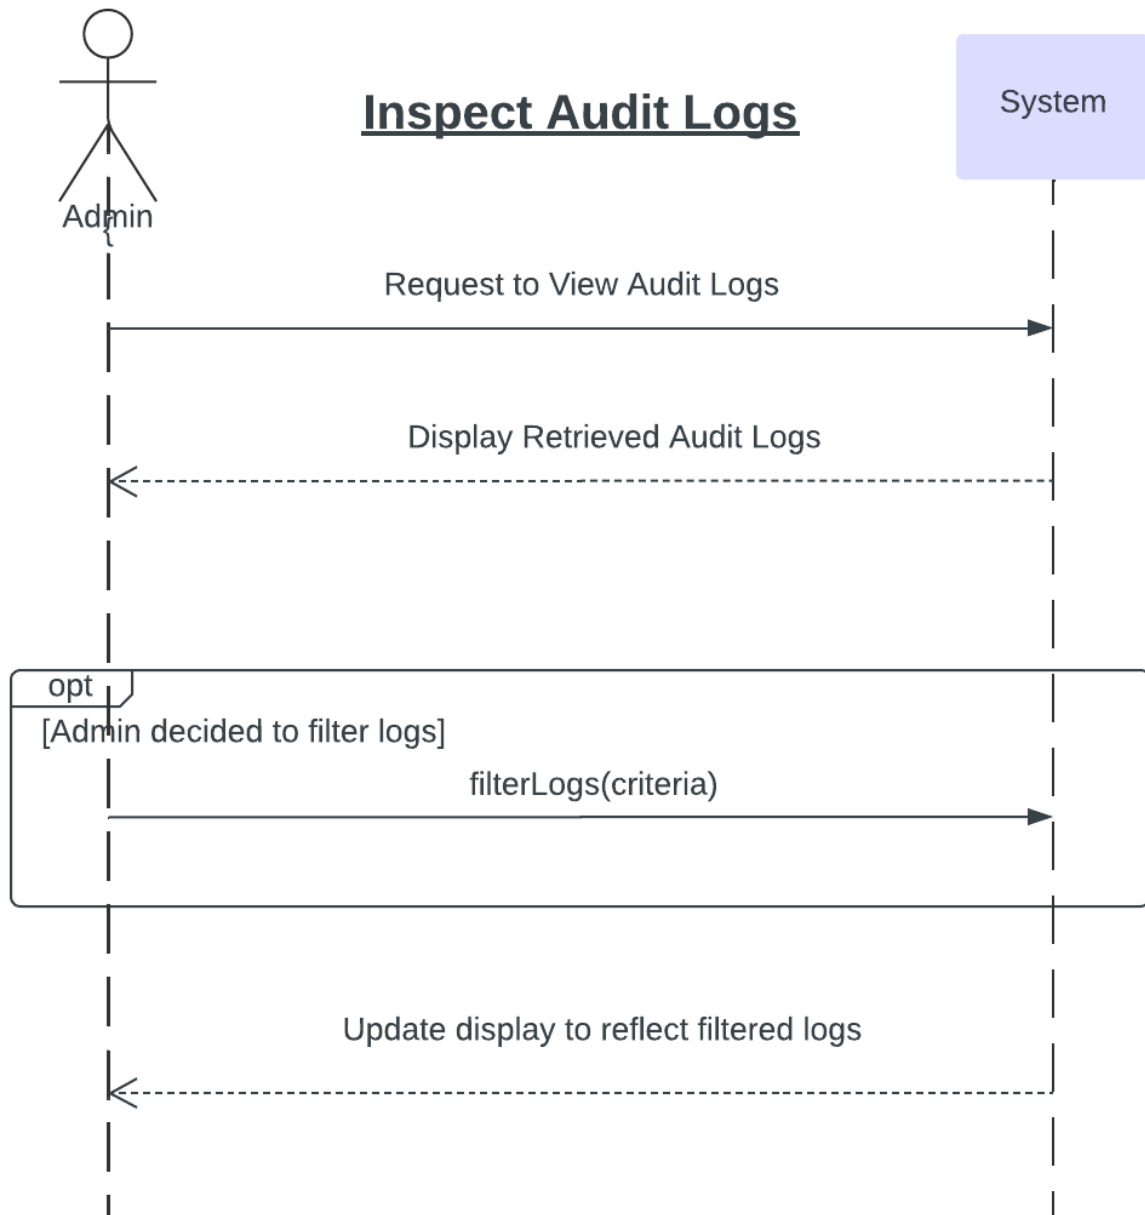 Inspect Audit Logs
System
Admin
{
Request to View Audit Logs
Display Retrieved Audit Logs
opt
[Admin decided to filter logs]
filterLogs(criteria)
Update display to reflect filtered logs